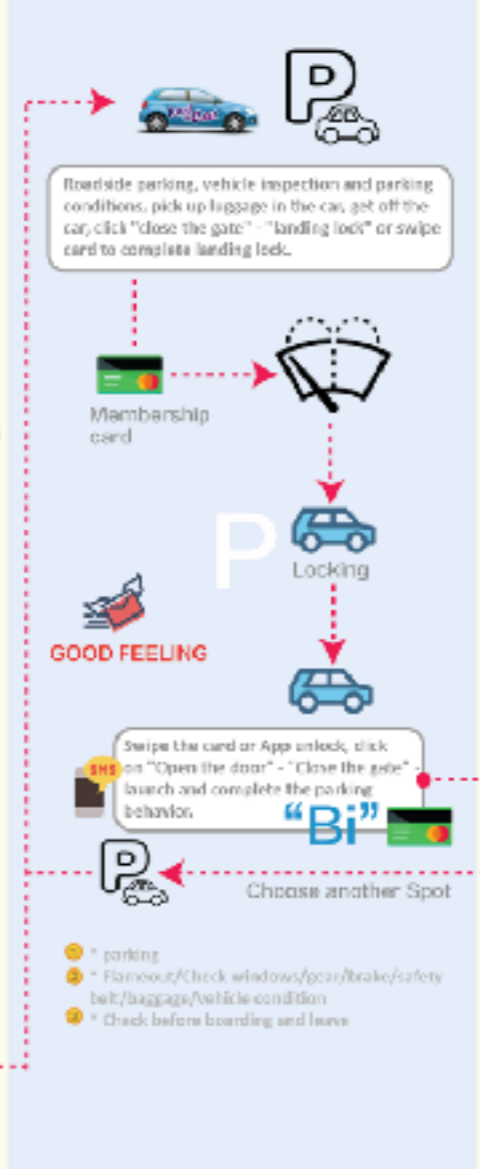 P
Roadside parking, vehicle inspection and parking
conditions, pick up luggage in the car, get off the
car, click "close the gate" - "landing lock" or swipe
card to complete landing lock.
Membership
card
P
Locking
GOOD FEELING
Swipe the card or App unlock, click
SMS
on "Open the door" - "Close the gate" -
launch and complete the parking
behavior.
“Bi”
P
Choose another Spot
1 * parking
2 * Flameout/Check windows/gear/brake/safety
belt/baggage/vehicle condition
3 * Check before boarding and leave